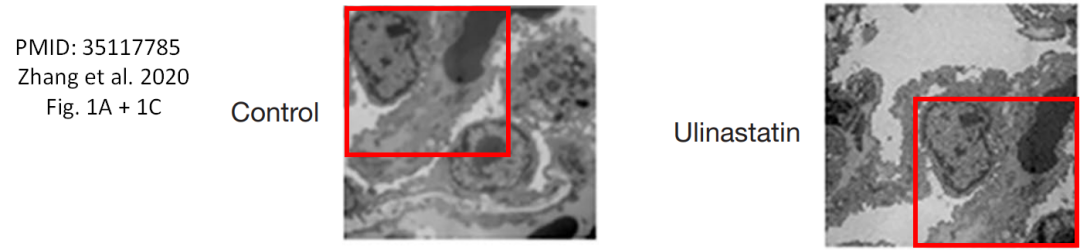 PMID: 35117785
Zhang et al. 2020
Fig. 1A + 1C
Control
Ulinastatin